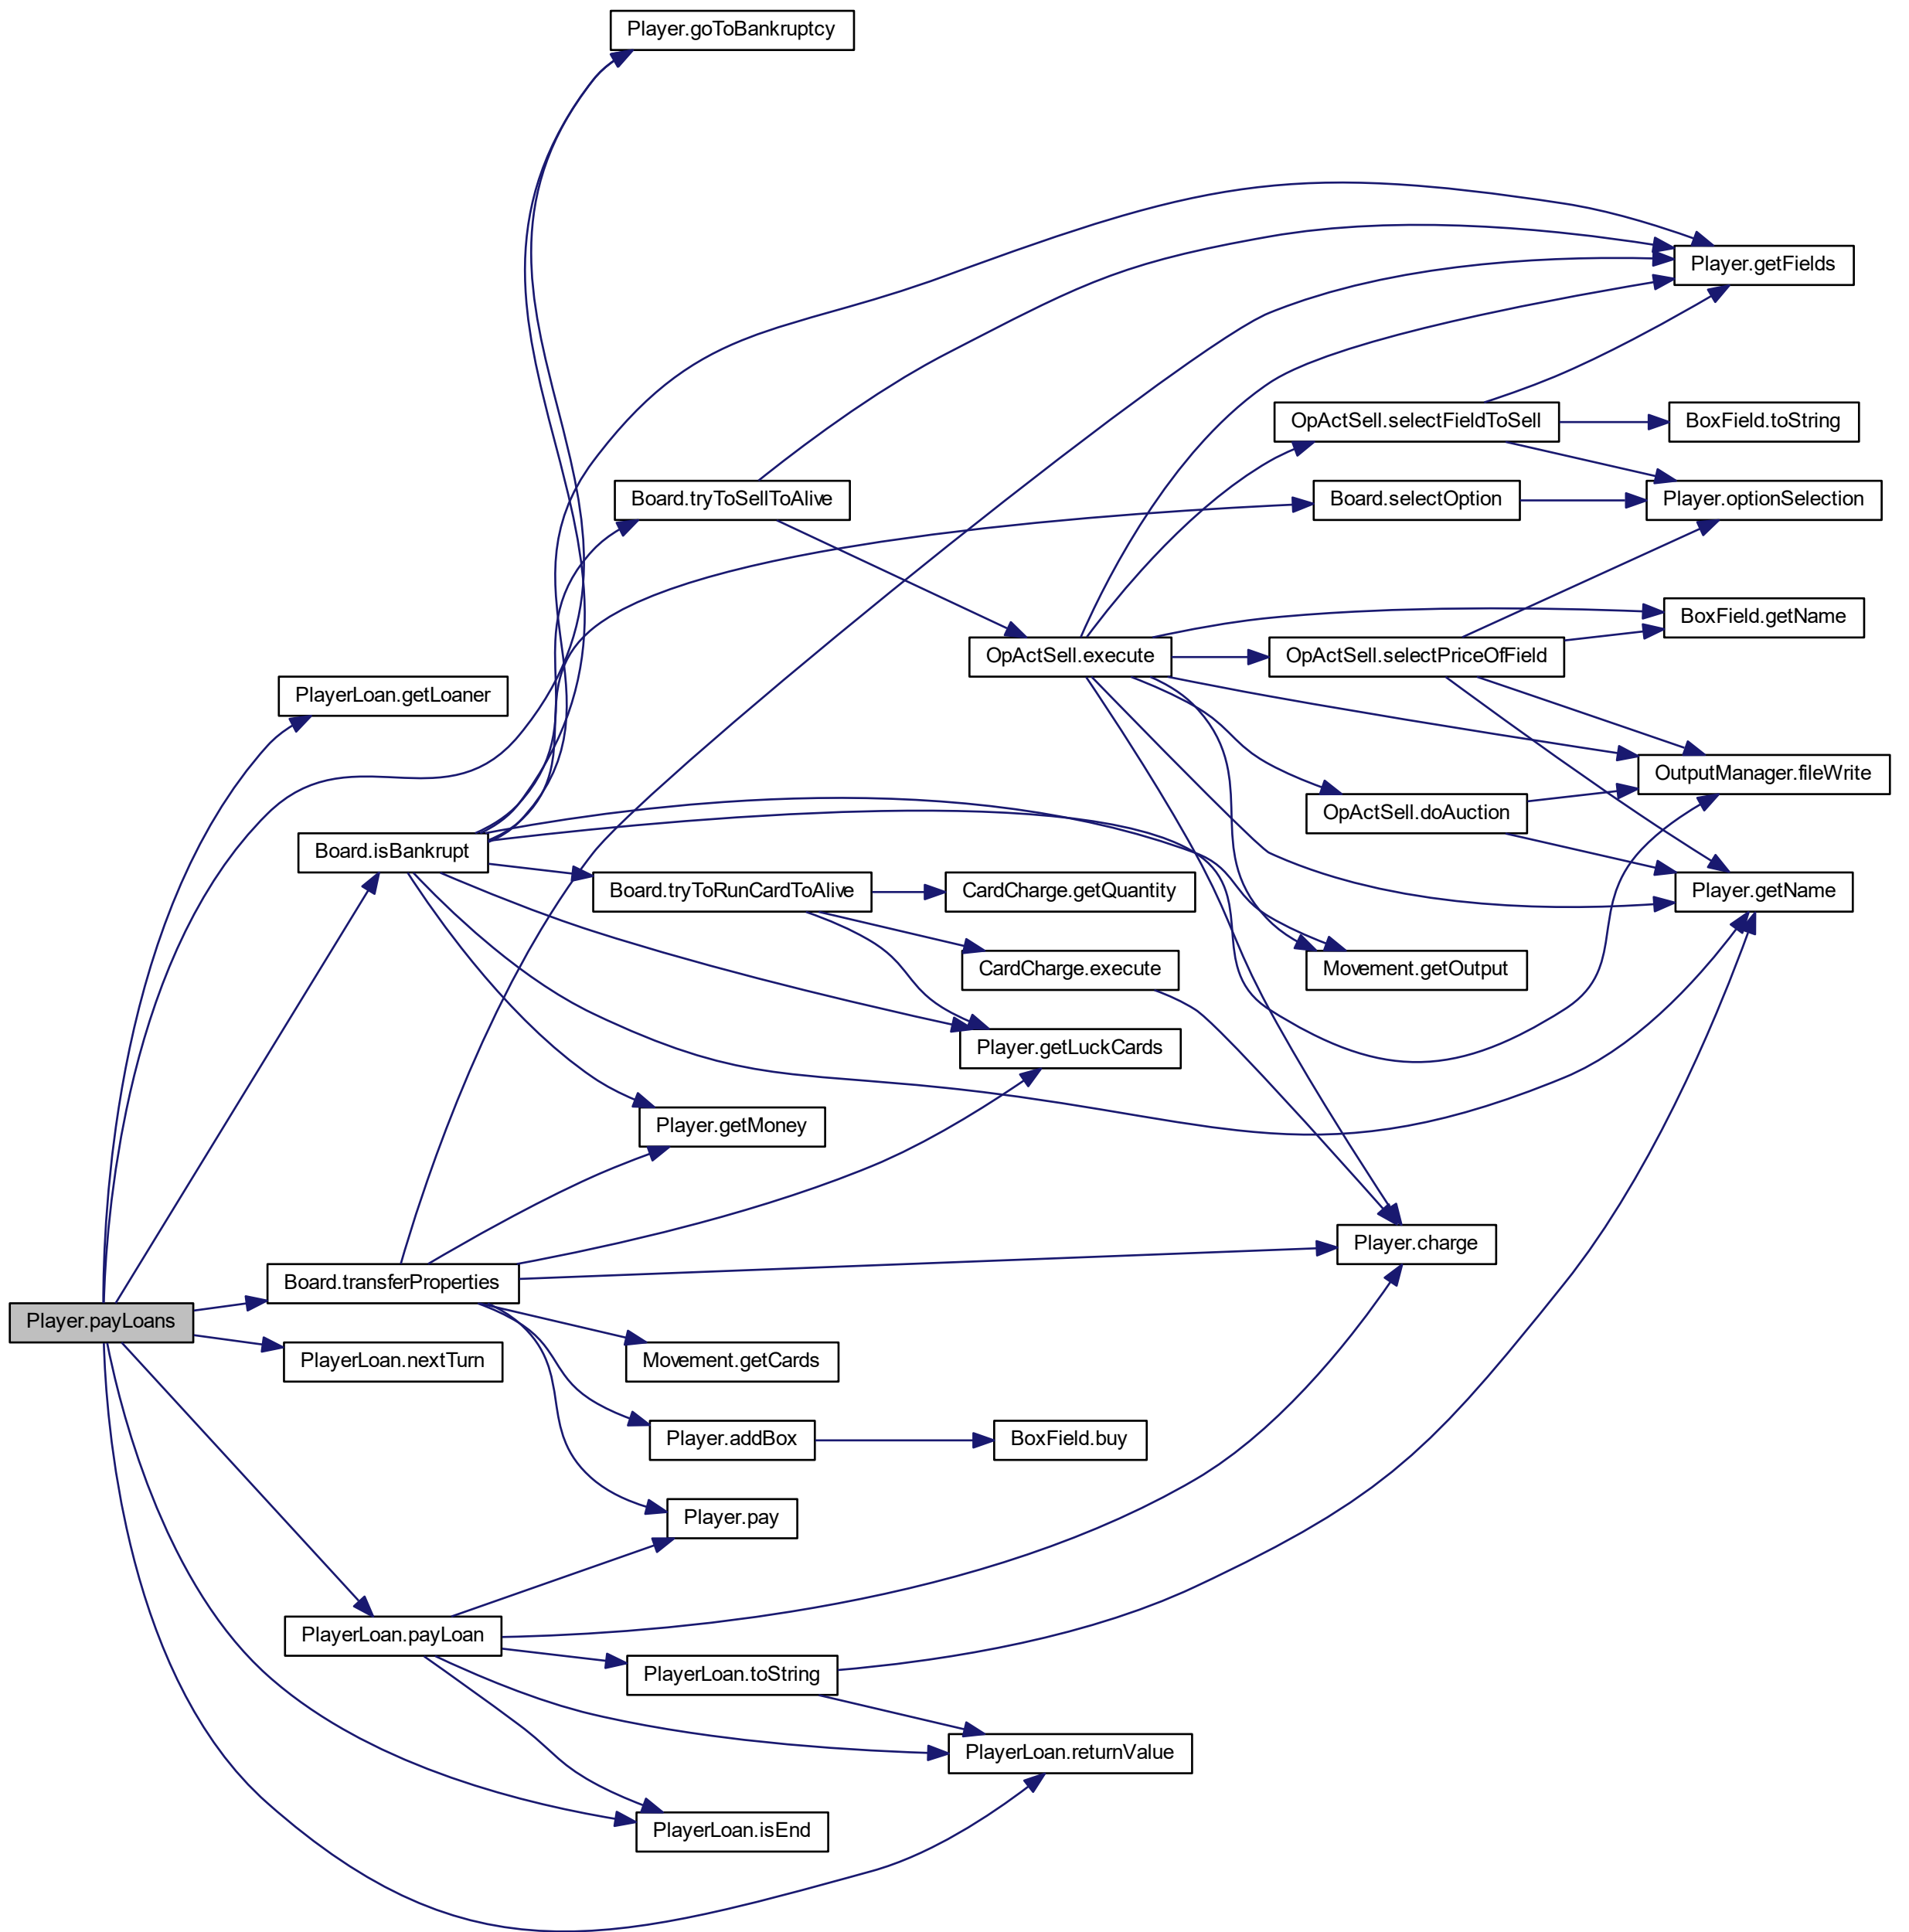 Player.goToBankruptcy
Player.getFields
OpActSell.selectFieldToSell
BoxField.toString
Board.tryToSellToAlive
Board.selectOption
Player.optionSelection
BoxField.getName
OpActSell.execute
OpActSell.selectPriceOfField
PlayerLoan.getLoaner
OutputManager.fileWrite
OpActSell.doAuction
Board.isBankrupt
Board.tryToRunCardToAlive
CardCharge.getQuantity
Player.getName
CardCharge.execute
Movement.getOutput
Player.getLuckCards
Player.getMoney
Player.charge
Board.transferProperties
Player.payLoans
PlayerLoan.nextTurn
Movement.getCards
Player.addBox
BoxField.buy
Player.pay
PlayerLoan.payLoan
PlayerLoan.toString
PlayerLoan.returnValue
PlayerLoan.isEnd